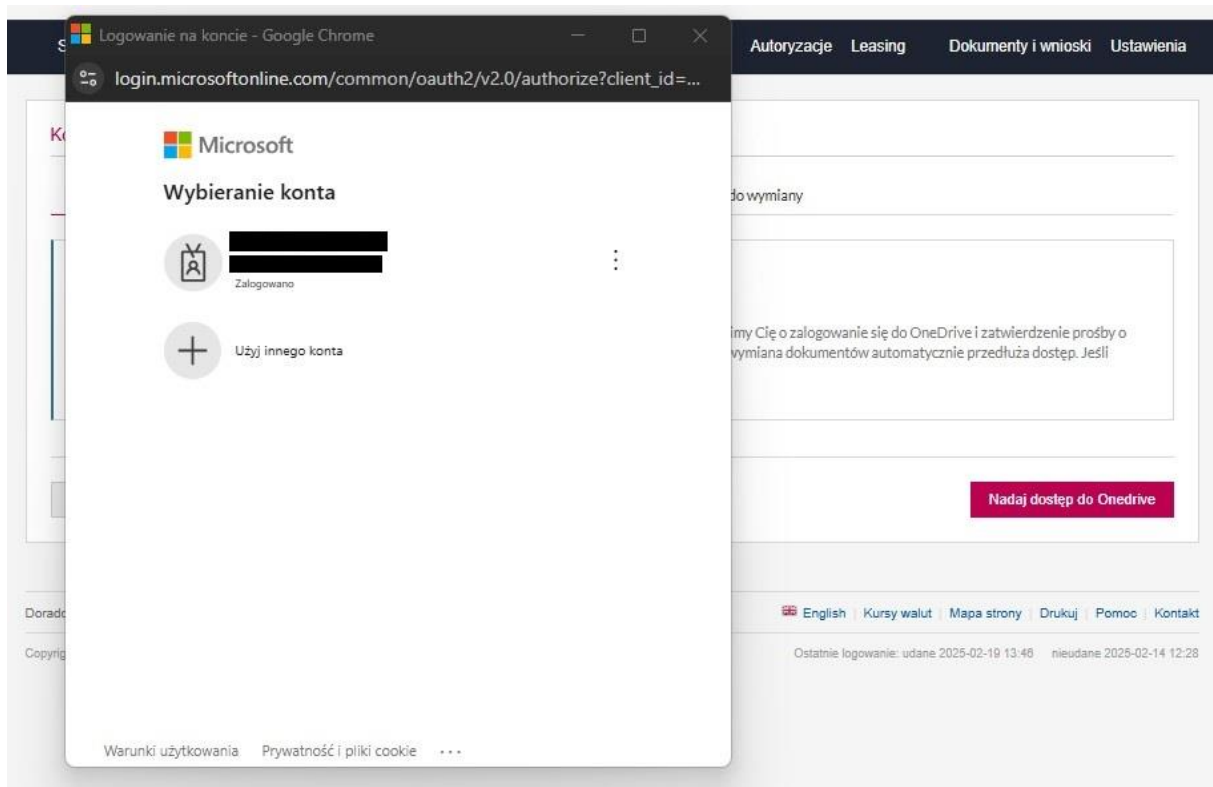 Logowanie na koncie - Google Chrome
Autoryzacje Leasing Dokumenty i wnioski Ustawienia
login.microsoftonline.com/common/oauth2/v2.0/authorize?client_id=...
Microsoft
Wybieranie konta
do wymiany
Zalogowano
Użyj innego konta
imy Cię o zalogowanie się do OneDrive i zatwierdzenie prośby o
wymiana dokumentów automatycznie przedłuża dostęp. Jeśli
Nadaj dostęp do Onedrive
English Kursy walut Mapa strony Drukuj Pomoc Kontakt
Ostatnie logowanie: udane 2025-02-19 13:46 nieudane 2025-02-14 12:28
Warunki użytkowania Prywatność i pliki cookie ...